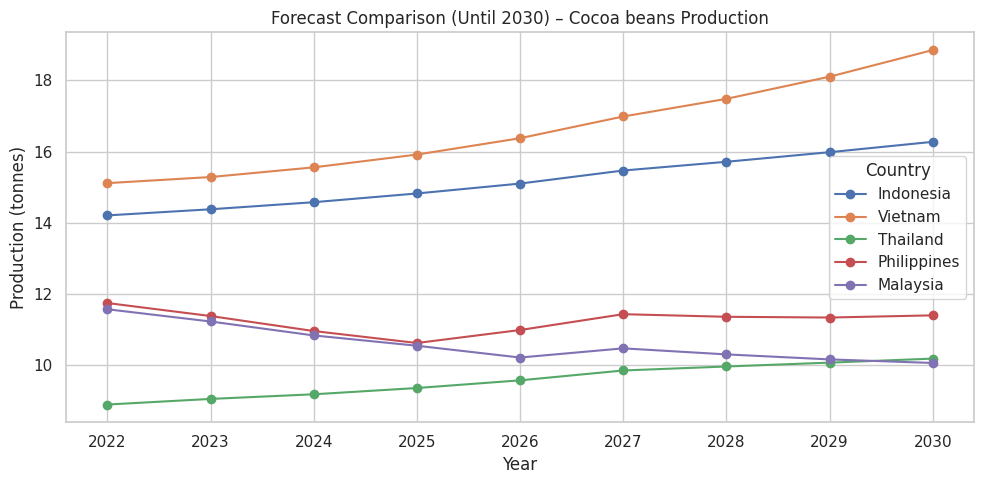 Forecast Comparison (Until 2030) – Cocoa beans Production
Production (tonnes)
18
16
14
12
10
Country
Indonesia
Vietnam
Thailand
Philippines
Malaysia
2022 2023 2024 2025 2026 2027 2028 2029 2030
Year